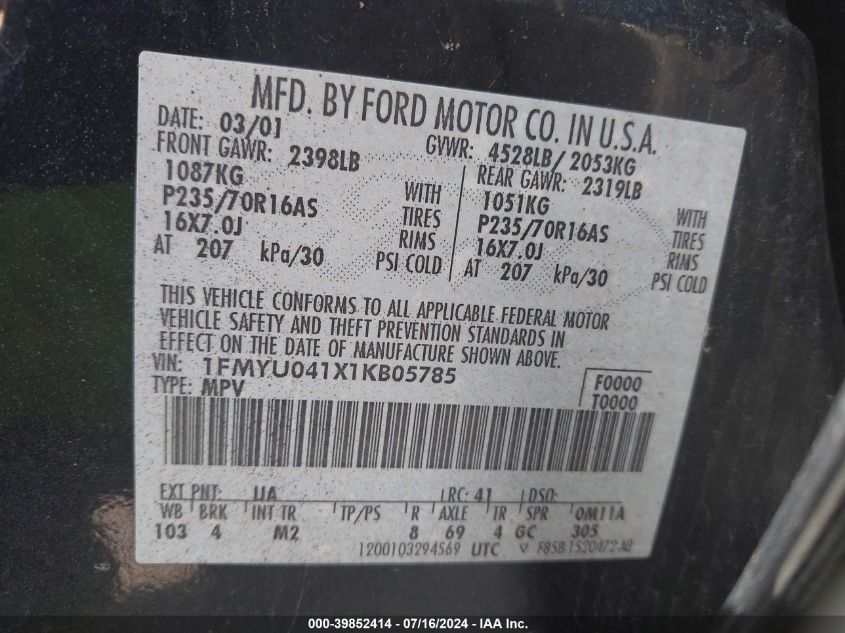 MFD. BY FORD MOTOR CO. IN U.S.A.
DATE: 03/01 GVWR: 4528LB/2053KG
FRONT GAWR: 2398LB REAR GAWR: 2319LB
1087KG WITH 1051KG WITH
P235/70R16AS TIRES P235/70R16AS TIRES
16X7.0J RIMS 16X7.0J RIMS
AT 207 kPa/30 PSI COLD AT 207 kPa/30 PSI COLD
THIS VEHICLE CONFORMS TO ALL APPLICABLE FEDERAL MOTOR
VEHICLE SAFETY AND THEFT PREVENTION STANDARDS IN
EFFECT ON THE DATE OF MANUFACTURE SHOWN ABOVE.
VIN: 1FMYU041X1KB05785 F0000
TYPE: MPV T0000
EXT PNT: UA RC: 41 DSO:
WB BRK INT TR TP/PS R AXLE TR SPR OM11A
103 4 M2 8 69 4 GC 305
1200103294569 UTC ▽ F85B-1520472-AB
000-39852414 - 07/16/2024 - IAA Inc.